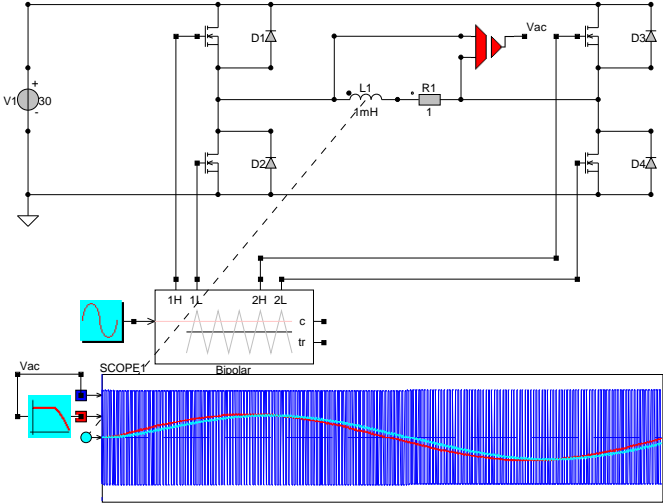 Vac
D1
D3
V1
+
30
-
L1
R1
1mH
1
D2
D4
1H 1L 2H 2L
c
tr
Vac
SCOPE1
Bipolar